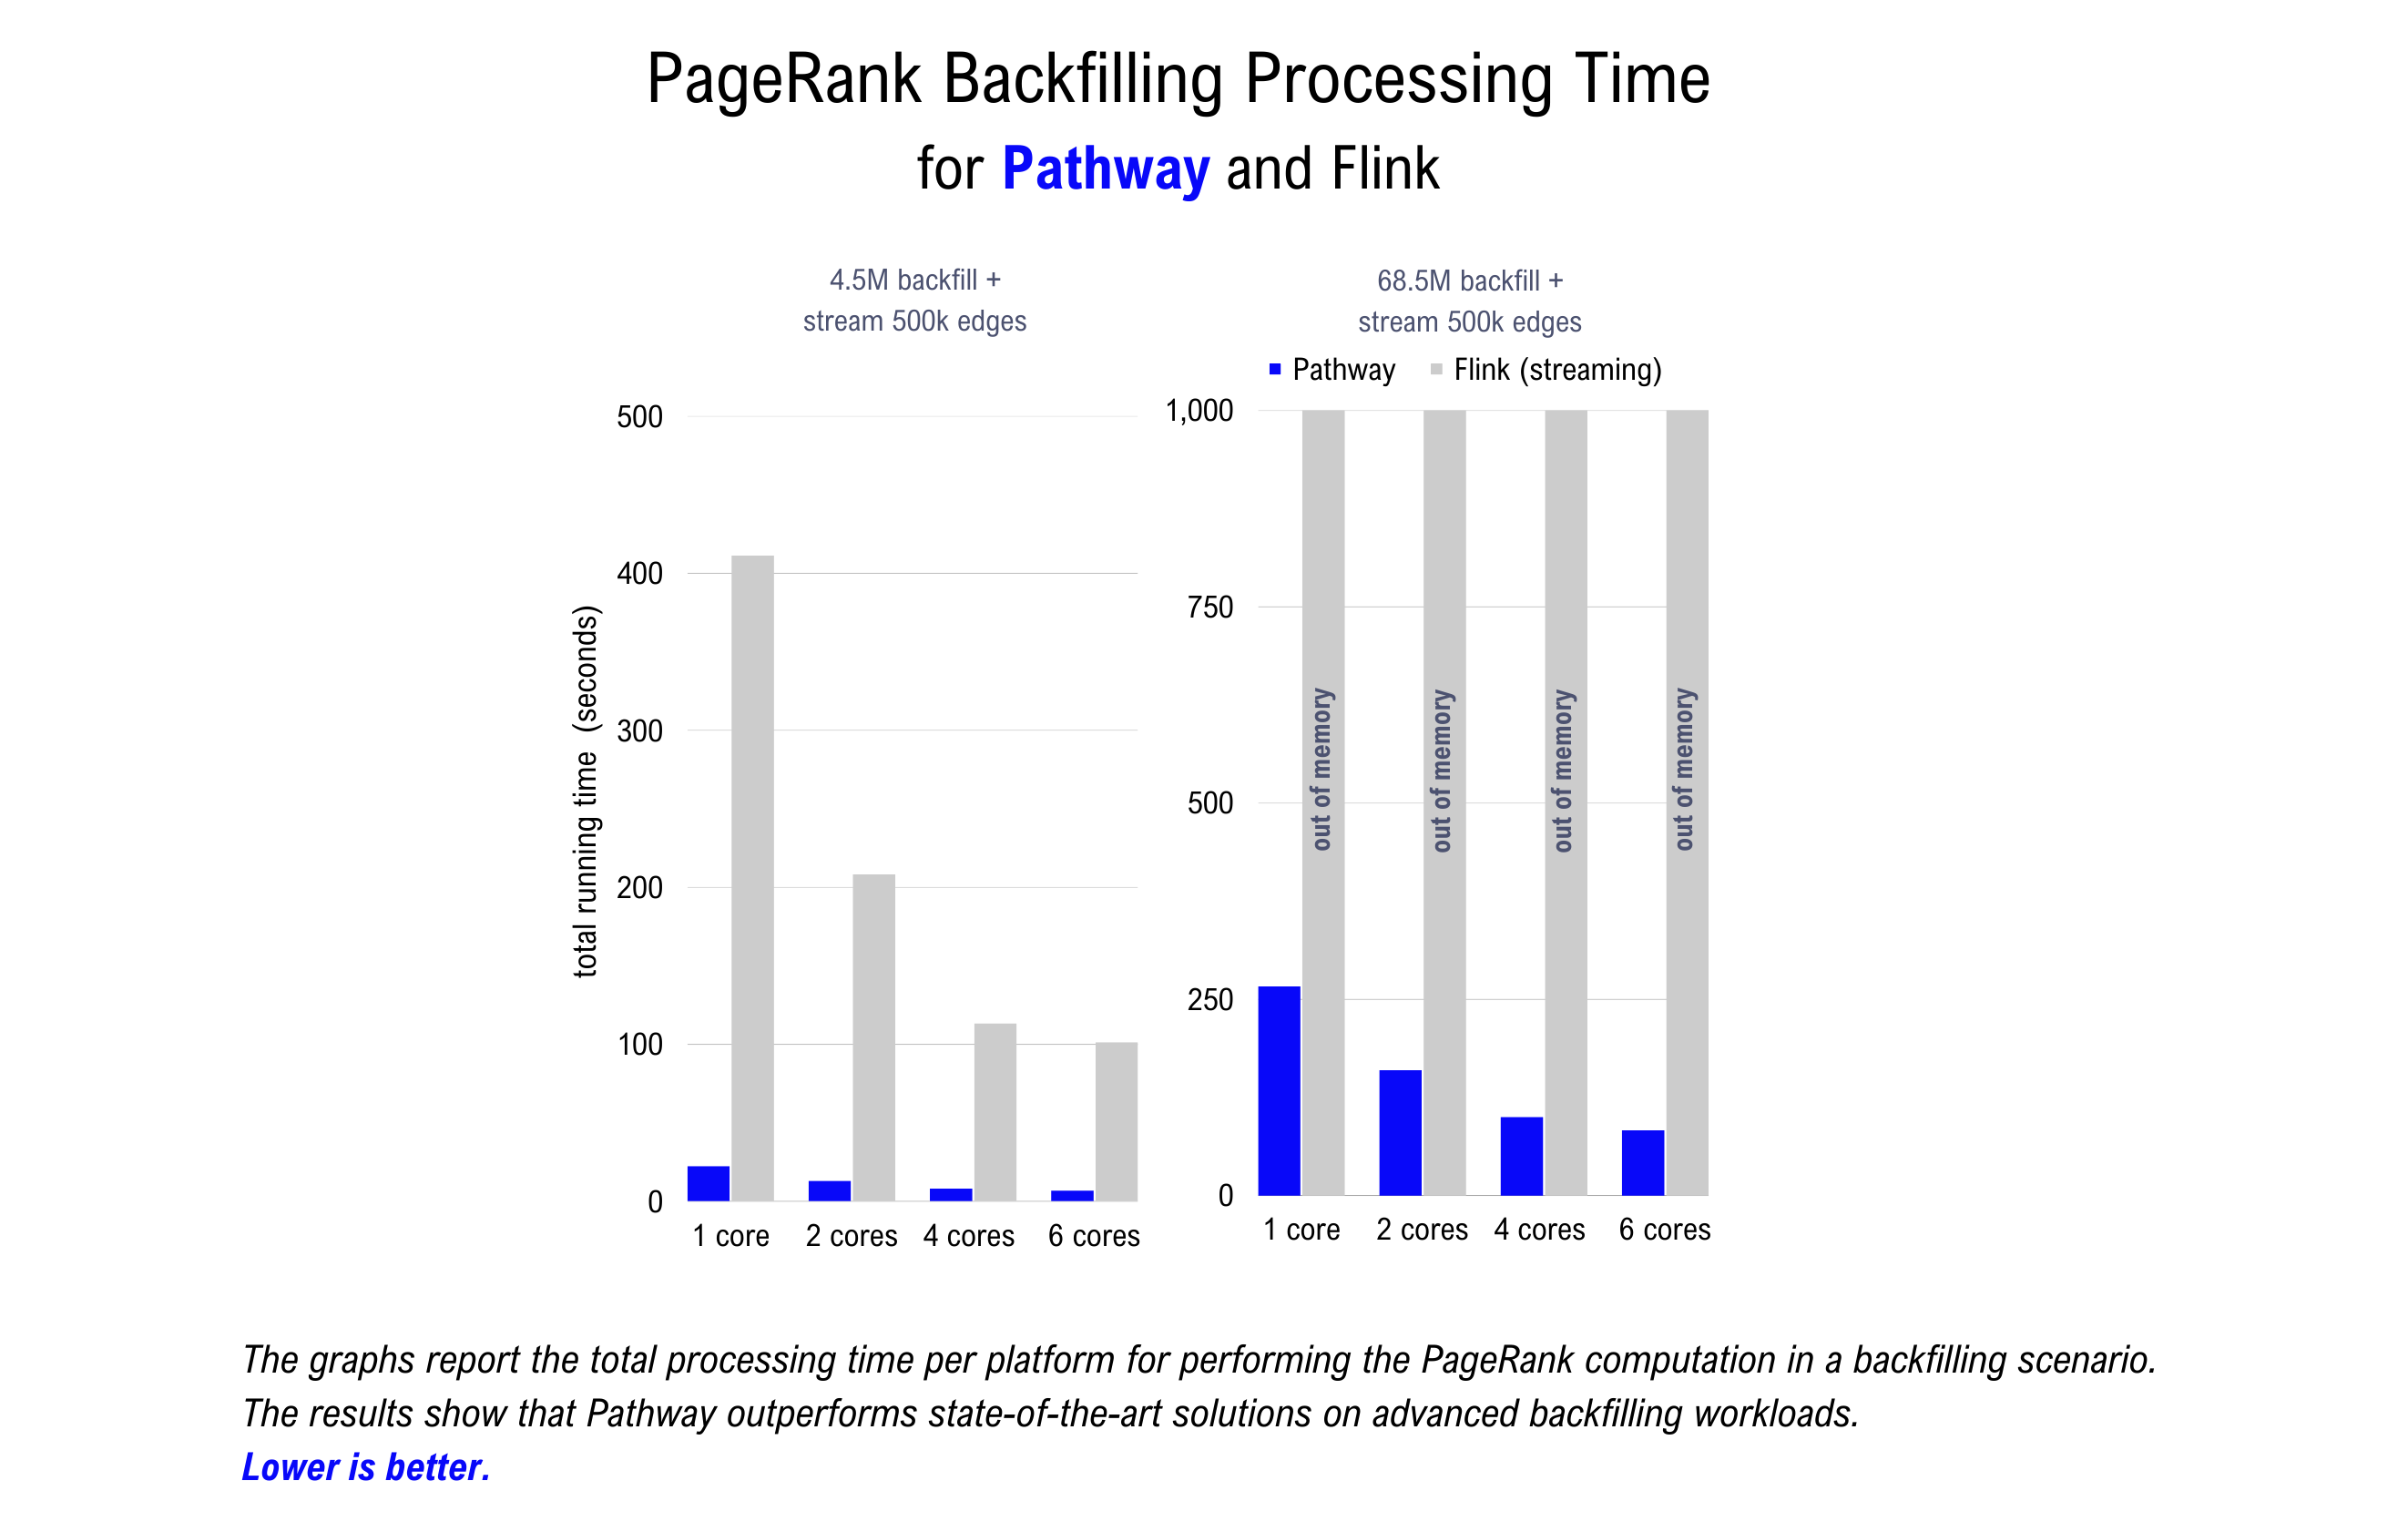 PageRank Backfilling Processing Time
for Pathway and Flink
4.5M backfill +
stream 500k edges
68.5M backfill +
stream 500k edges
Pathway
Flink (streaming)
total running time (seconds)
500
400
300
200
100
0
1 core
2 cores
4 cores
6 cores
1,000
750
500
250
0
out of memory
out of memory
out of memory
out of memory
1 core
2 cores
4 cores
6 cores
The graphs report the total processing time per platform for performing the PageRank computation in a backfilling scenario.
The results show that Pathway outperforms state-of-the-art solutions on advanced backfilling workloads.
Lower is better.